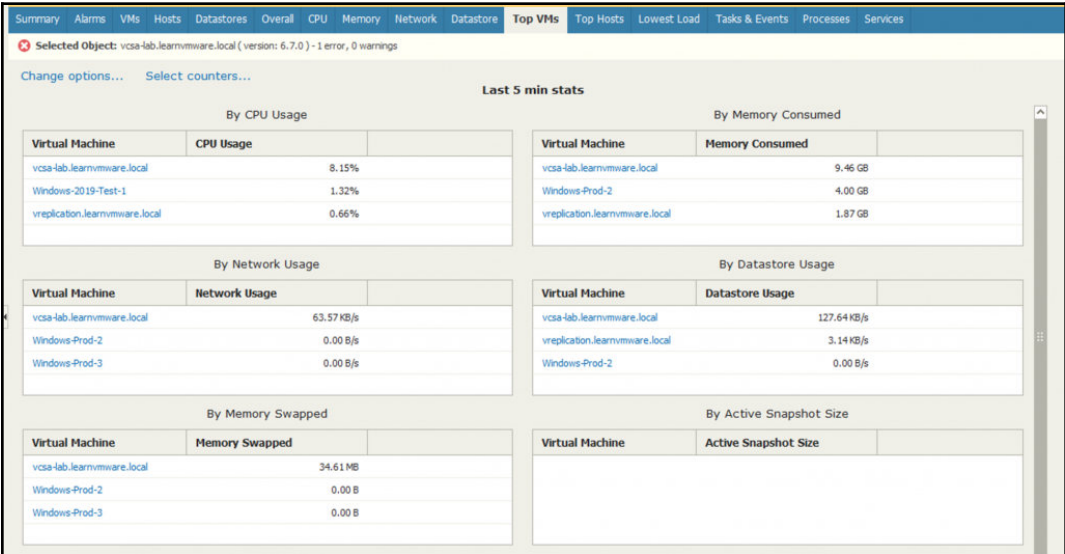 Summary Alarms VMs Hosts Datastores Overall CPU Memory Network Datastore Top VMs Top Hosts Lowest Load Tasks & Events Processes Services
Selected Object: vcsa-lab.learnvmware.local ( version: 6.7.0 ) - 1 error, 0 warnings
Change options... Select counters...
Last 5 min stats
By CPU Usage
Virtual Machine CPU Usage
vcsa-lab.learnvmware.local 8.15%
Windows-2019-Test-1 1.32%
vreplication.learnvmware.local 0.66%
By Memory Consumed
Virtual Machine Memory Consumed
vcsa-lab.learnvmware.local 9.46 GB
Windows-Prod-2 4.00 GB
vreplication.learnvmware.local 1.87 GB
By Network Usage
Virtual Machine Network Usage
vcsa-lab.learnvmware.local 63.57 KB/s
Windows-Prod-2 0.00 B/s
Windows-Prod-3 0.00 B/s
By Datastore Usage
Virtual Machine Datastore Usage
vcsa-lab.learnvmware.local 127.64 KB/s
vreplication.learnvmware.local 3.14 KB/s
Windows-Prod-2 0.00 B/s
By Memory Swapped
Virtual Machine Memory Swapped
vcsa-lab.learnvmware.local 34.61 MB
Windows-Prod-2 0.00 B
Windows-Prod-3 0.00 B
By Active Snapshot Size
Virtual Machine Active Snapshot Size